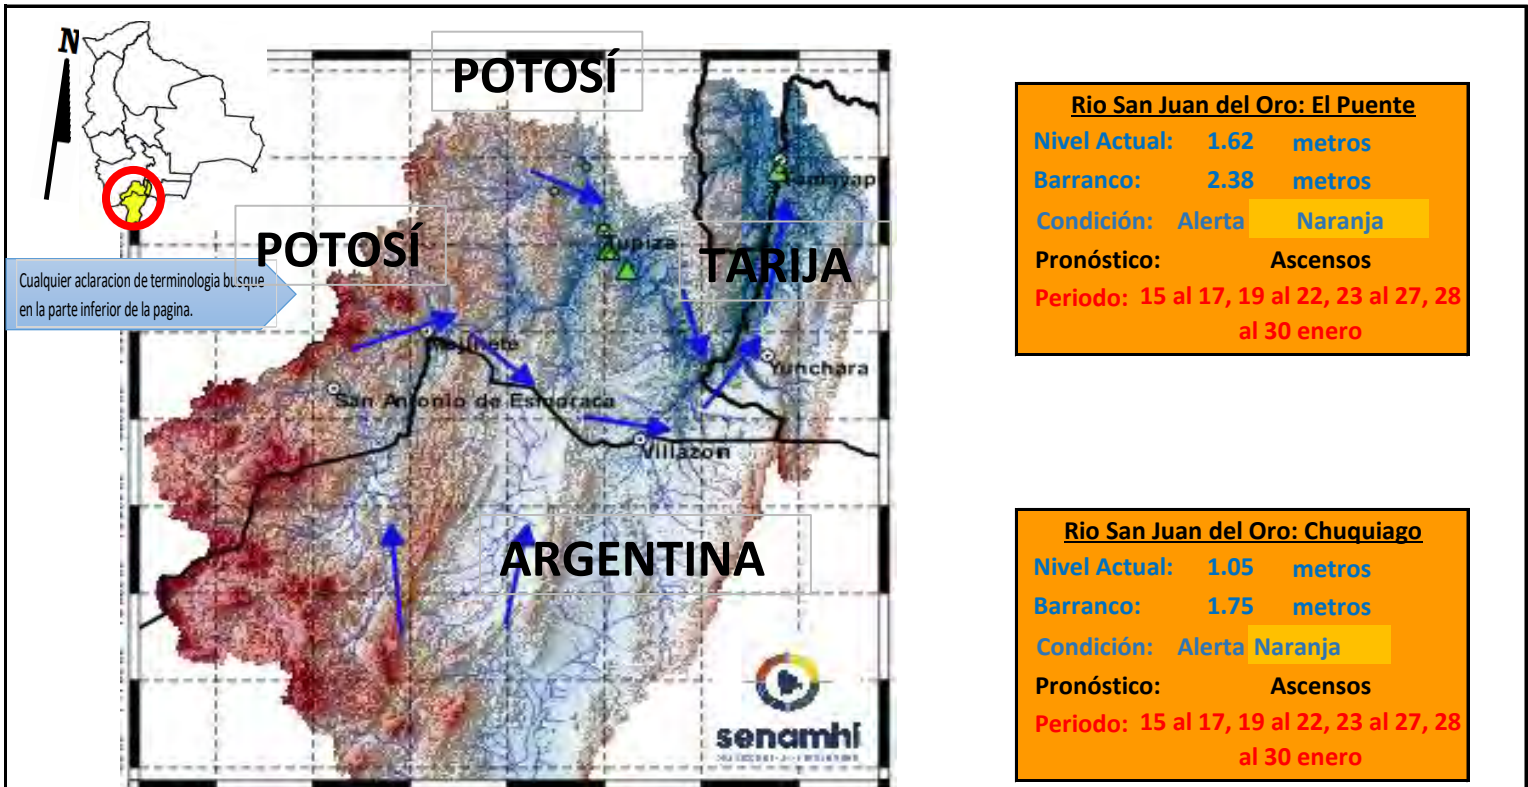 N
POTOSÍ
POTOSÍ
TARIJA
ARGENTINA
Cualquier aclaracion de terminologia busque
en la parte inferior de la pagina.
Tupiza
Yunchara
San Antonio de Esmoraca
Villazon
senamhí
Rio San Juan del Oro: El Puente
Nivel Actual: 1.62 metros
Barranco: 2.38 metros
Condición: Alerta Naranja
Pronóstico: Ascensos
Periodo: 15 al 17, 19 al 22, 23 al 27, 28
al 30 enero
Rio San Juan del Oro: Chuquiago
Nivel Actual: 1.05 metros
Barranco: 1.75 metros
Condición: Alerta Naranja
Pronóstico: Ascensos
Periodo: 15 al 17, 19 al 22, 23 al 27, 28
al 30 enero